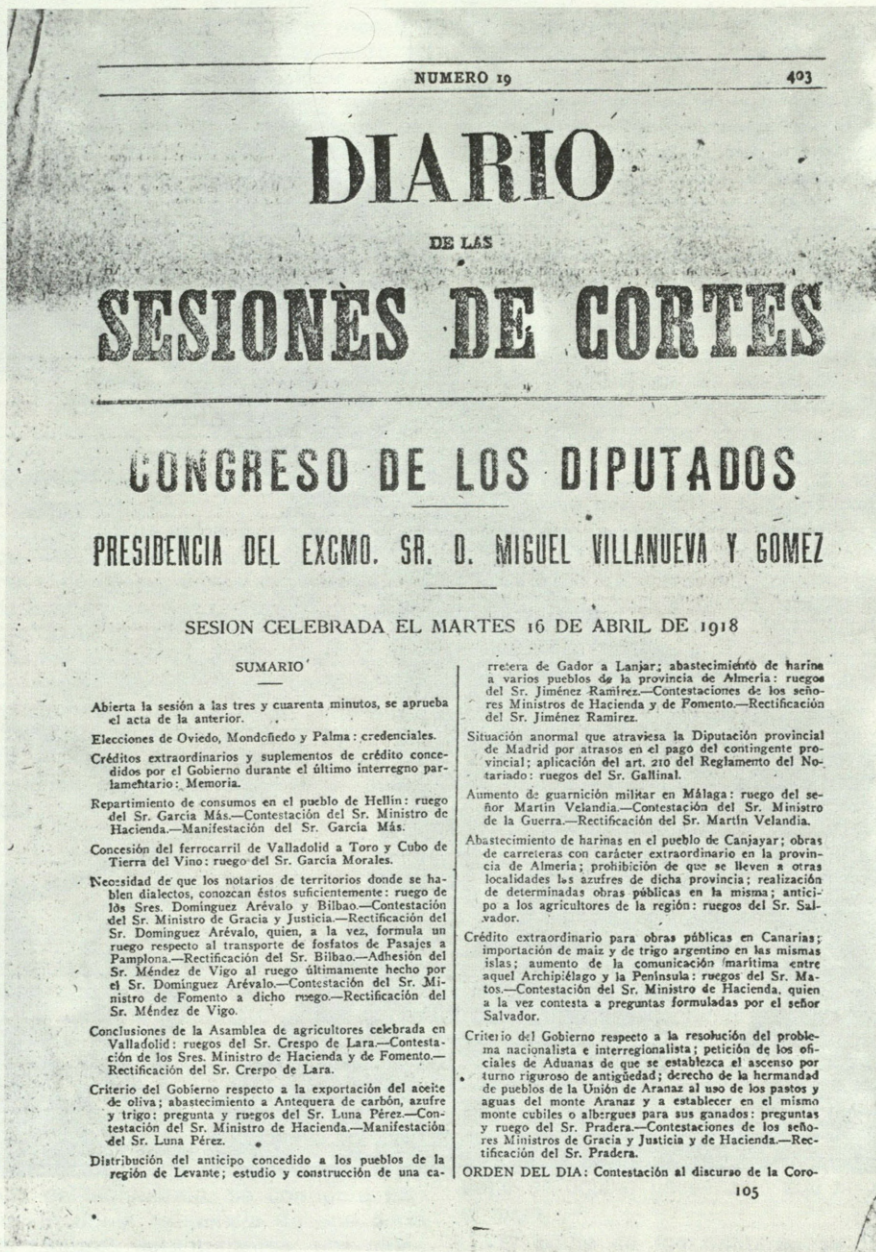 NUMERO 19 403
DIARIO
DE LAS
SESIONES DE CORTES
CONGRESO DE LOS DIPUTADOS
PRESIDENCIA DEL EXCMO. SR. D. MIGUEL VILLANUEVA Y GOMEZ
SESION CELEBRADA EL MARTES 16 DE ABRIL DE 1918
SUMARIO
Abierta la sesión a las tres y cuarenta minutos, se aprueba
el acta de la anterior.
Elecciones de Oviedo, Mondoñedo y Palma: credenciales.
Créditos extraordinarios y suplementos de crédito conce-
didos por el Gobierno durante el último interregno par-
lamentario: Memoria.
Repartimiento de consumos en el pueblo de Hellín: ruego
del Sr. García Más.—Contestación del Sr. Ministro de
Hacienda.—Manifestación del Sr. García Más.
Concesión del ferrocarril de Valladolid a Toro y Cubo de
Tierra del Vino: ruego del Sr. García Morales.
Necesidad de que los notarios de territorios donde se ha-
blen dialectos, conozcan éstos suficientemente: ruego de
los Sres. Domínguez Arévalo y Bilbao.—Contestación
del Sr. Ministro de Gracia y Justicia.—Rectificación del
Sr. Domínguez Arévalo, quien, a la vez, formula un
ruego respecto al transporte de fosfatos de Pasajes a
Pamplona.—Rectificación del Sr. Bilbao.—Adhesión del
Sr. Méndez de Vigo al ruego últimamente hecho por
el Sr. Domínguez Arévalo.—Contestación del Sr. Mi-
nistro de Fomento a dicho ruego.—Rectificación del
Sr. Méndez de Vigo.
Conclusiones de la Asamblea de agricultores celebrada en
Valladolid: ruegos del Sr. Crespo de Lara.—Contesta-
ción de los Sres. Ministro de Hacienda y de Fomento.—
Rectificación del Sr. Crerpo de Lara.
Criterio del Gobierno respecto a la exportación del aceite
de oliva; abastecimiento a Antequera de carbón, azufre
y trigo: pregunta y ruegos del Sr. Luna Pérez.—Con-
testación del Sr. Ministro de Hacienda.—Manifestación
del Sr. Luna Pérez.
Distribución del anticipo concedido a los pueblos de la
región de Levante; estudio y construcción de una ca-
rretera de Gador a Lanjar; abastecimiento de harina
a varios pueblos de la provincia de Almería: ruegos
del Sr. Jiménez Ramírez.—Contestaciones de los seño-
res Ministros de Hacienda y de Fomento.—Rectificación
del Sr. Jiménez Ramírez.
Situación anormal que atraviesa la Diputación provincial
de Madrid por atrasos en el pago del contingente pro-
vincial; aplicación del art. 210 del Reglamento del No-
tariado: ruegos del Sr. Gallinal.
Aumento de guarnición militar en Málaga: ruego del se-
ñor Martín Velandia.—Contestación del Sr. Ministro
de la Guerra.—Rectificación del Sr. Martín Velandia.
Abastecimiento de harinas en el pueblo de Canjayar; obras
de carreteras con carácter extraordinario en la provin-
cia de Almería; prohibición de que se lleven a otras
localidades los azufres de dicha provincia; realización
de determinadas obras públicas en la misma; antici-
po a los agricultores de la región: ruegos del Sr. Sal-
vador.
Crédito extraordinario para obras públicas en Canarias;
importación de maíz y de trigo argentino en las mismas
islas; aumento de la comunicación marítima entre
aquel Archipiélago y la Península: ruegos del Sr. Ma-
tos.—Contestación del Sr. Ministro de Hacienda, quien
a la vez contesta a preguntas formuladas por el señor
Salvador.
Criterio del Gobierno respecto a la resolución del proble-
ma nacionalista e interregionalista; petición de los ofi-
ciales de Aduanas de que se establezca el ascenso por
turno riguroso de antigüedad; derecho de la hermandad
de pueblos de la Unión de Aranaz al uso de los pastos y
aguas del monte Aranaz y a establecer en el mismo
monte cubiles o albergues para sus ganados: preguntas
y ruego del Sr. Pradera.—Contestaciones de los seño-
res Ministros de Gracia y Justicia y de Hacienda.—Rec-
tificación del Sr. Pradera.
ORDEN DEL DIA: Contestación al discurso de la Coro-
105